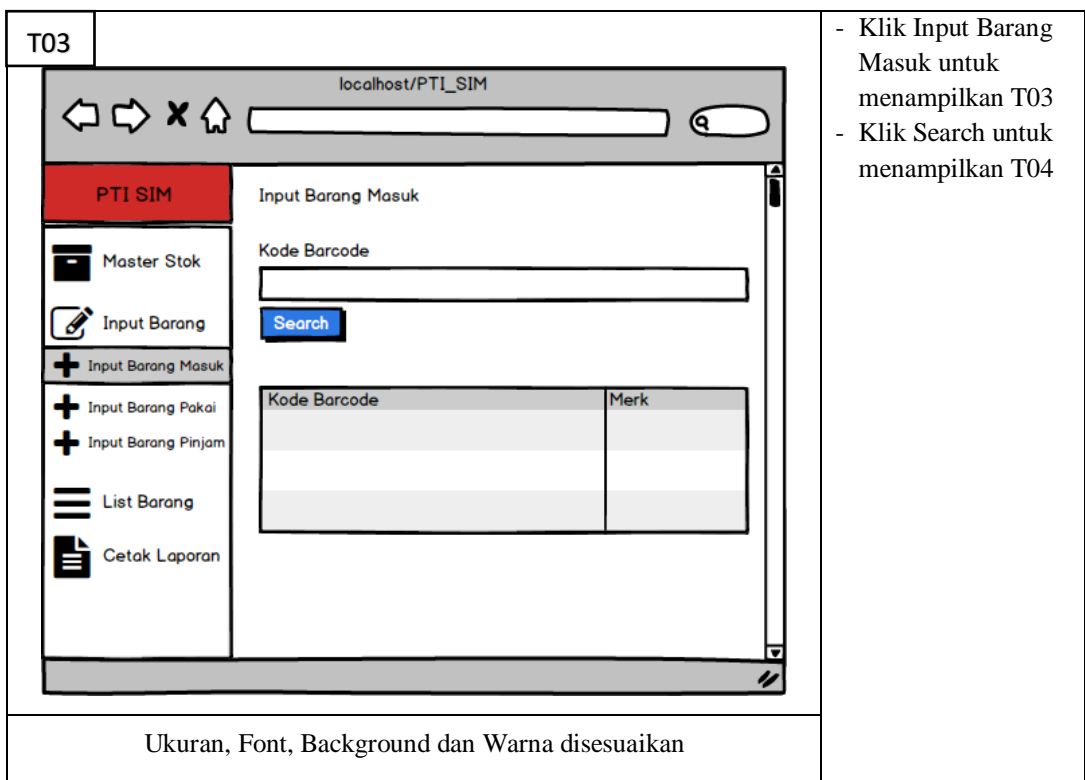 T03
localhost/PTI_SIM
PTI SIM
Master Stok
Input Barang
Input Barang Masuk
Input Barang Pakai
Input Barang Pinjam
List Barang
Cetak Laporan
Input Barang Masuk
Kode Barcode
Search
Kode Barcode Merk
Ukuran, Font, Background dan Warna disesuaikan
- Klik Input Barang
Masuk untuk
menampilkan T03
- Klik Search untuk
menampilkan T04